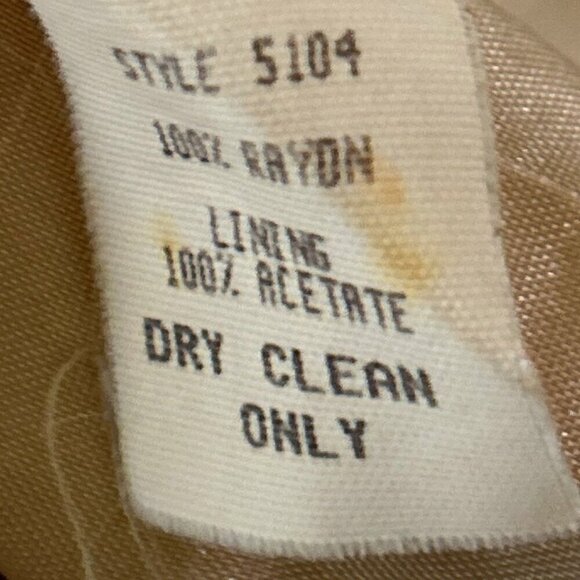 STYLE 5104
100% RAYON
LINING
100% ACETATE
DRY CLEAN
ONLY